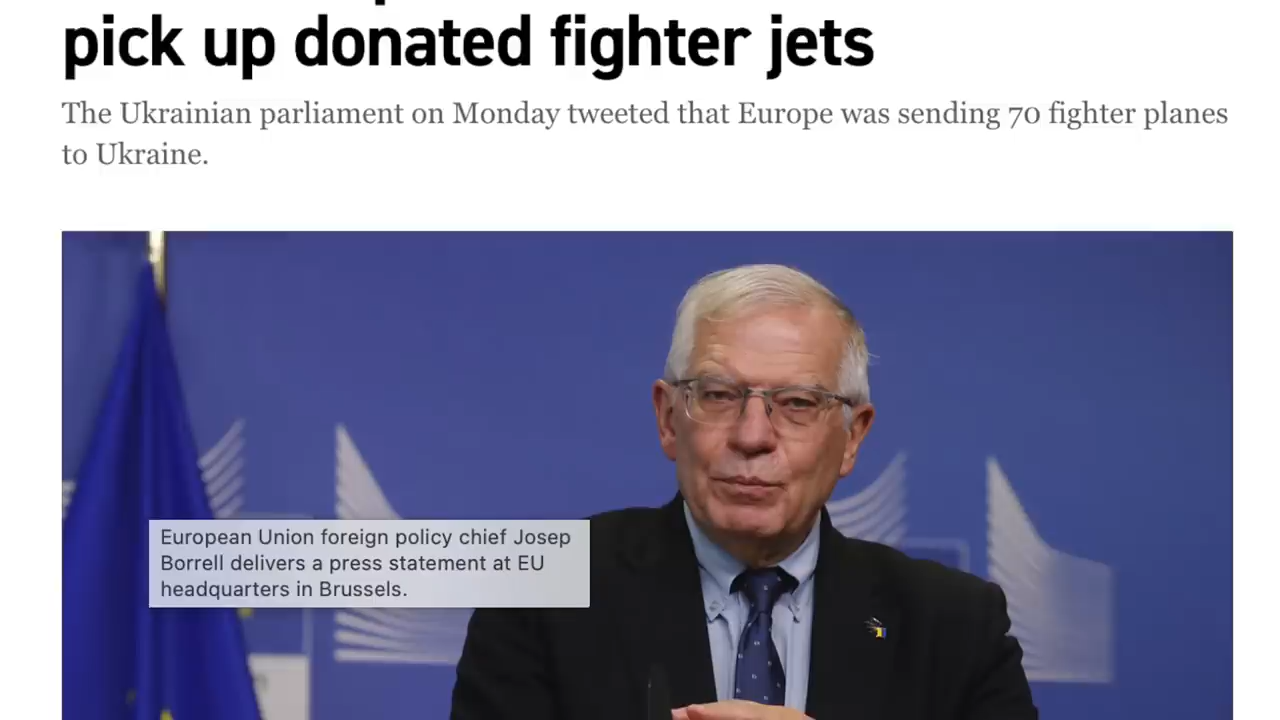 pick up donated fighter jets
The Ukrainian parliament on Monday tweeted that Europe was sending 70 fighter planes
to Ukraine.
European Union foreign policy chief Josep
Borrell delivers a press statement at EU
headquarters in Brussels.